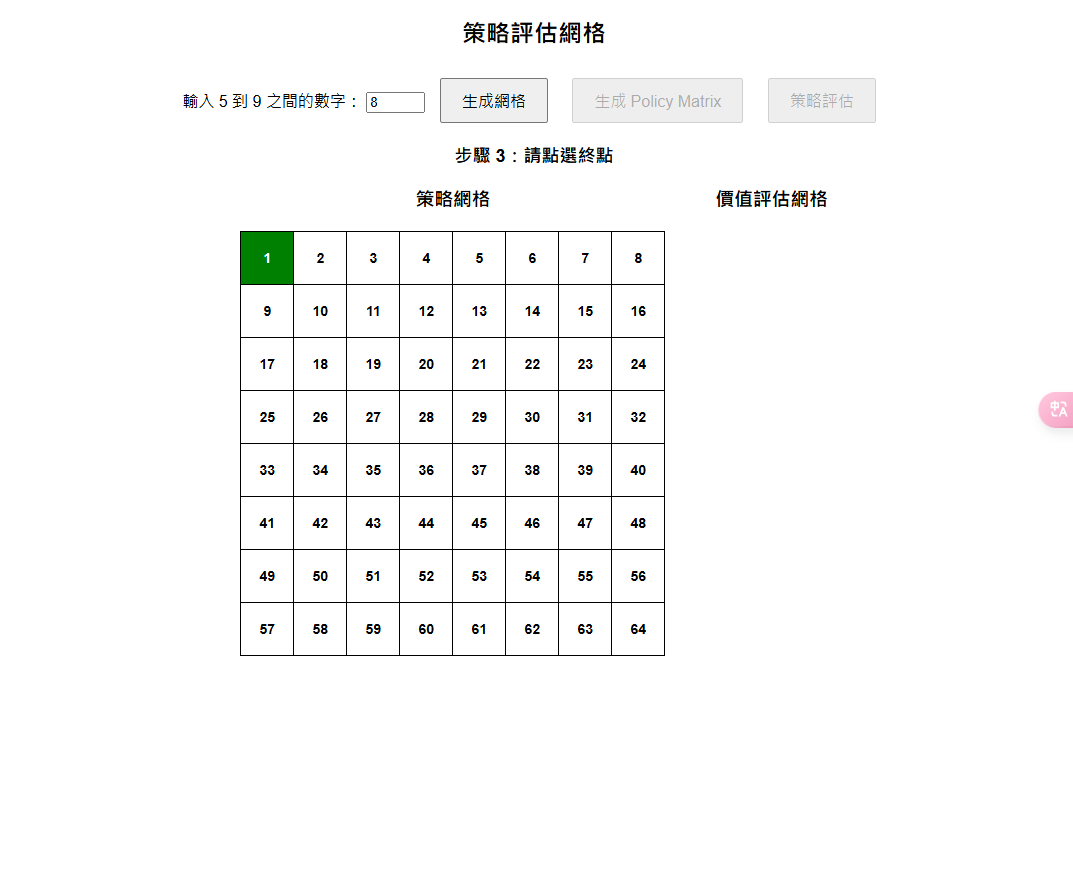 策略評估網格
輸入 5 到 9 之間的數字： 8 生成網格 生成 Policy Matrix 策略評估
步驟 3：請點選終點
策略網格 價值評估網格
1 2 3 4 5 6 7 8
9 10 11 12 13 14 15 16
17 18 19 20 21 22 23 24
25 26 27 28 29 30 31 32
33 34 35 36 37 38 39 40
41 42 43 44 45 46 47 48
49 50 51 52 53 54 55 56
57 58 59 60 61 62 63 64
中A